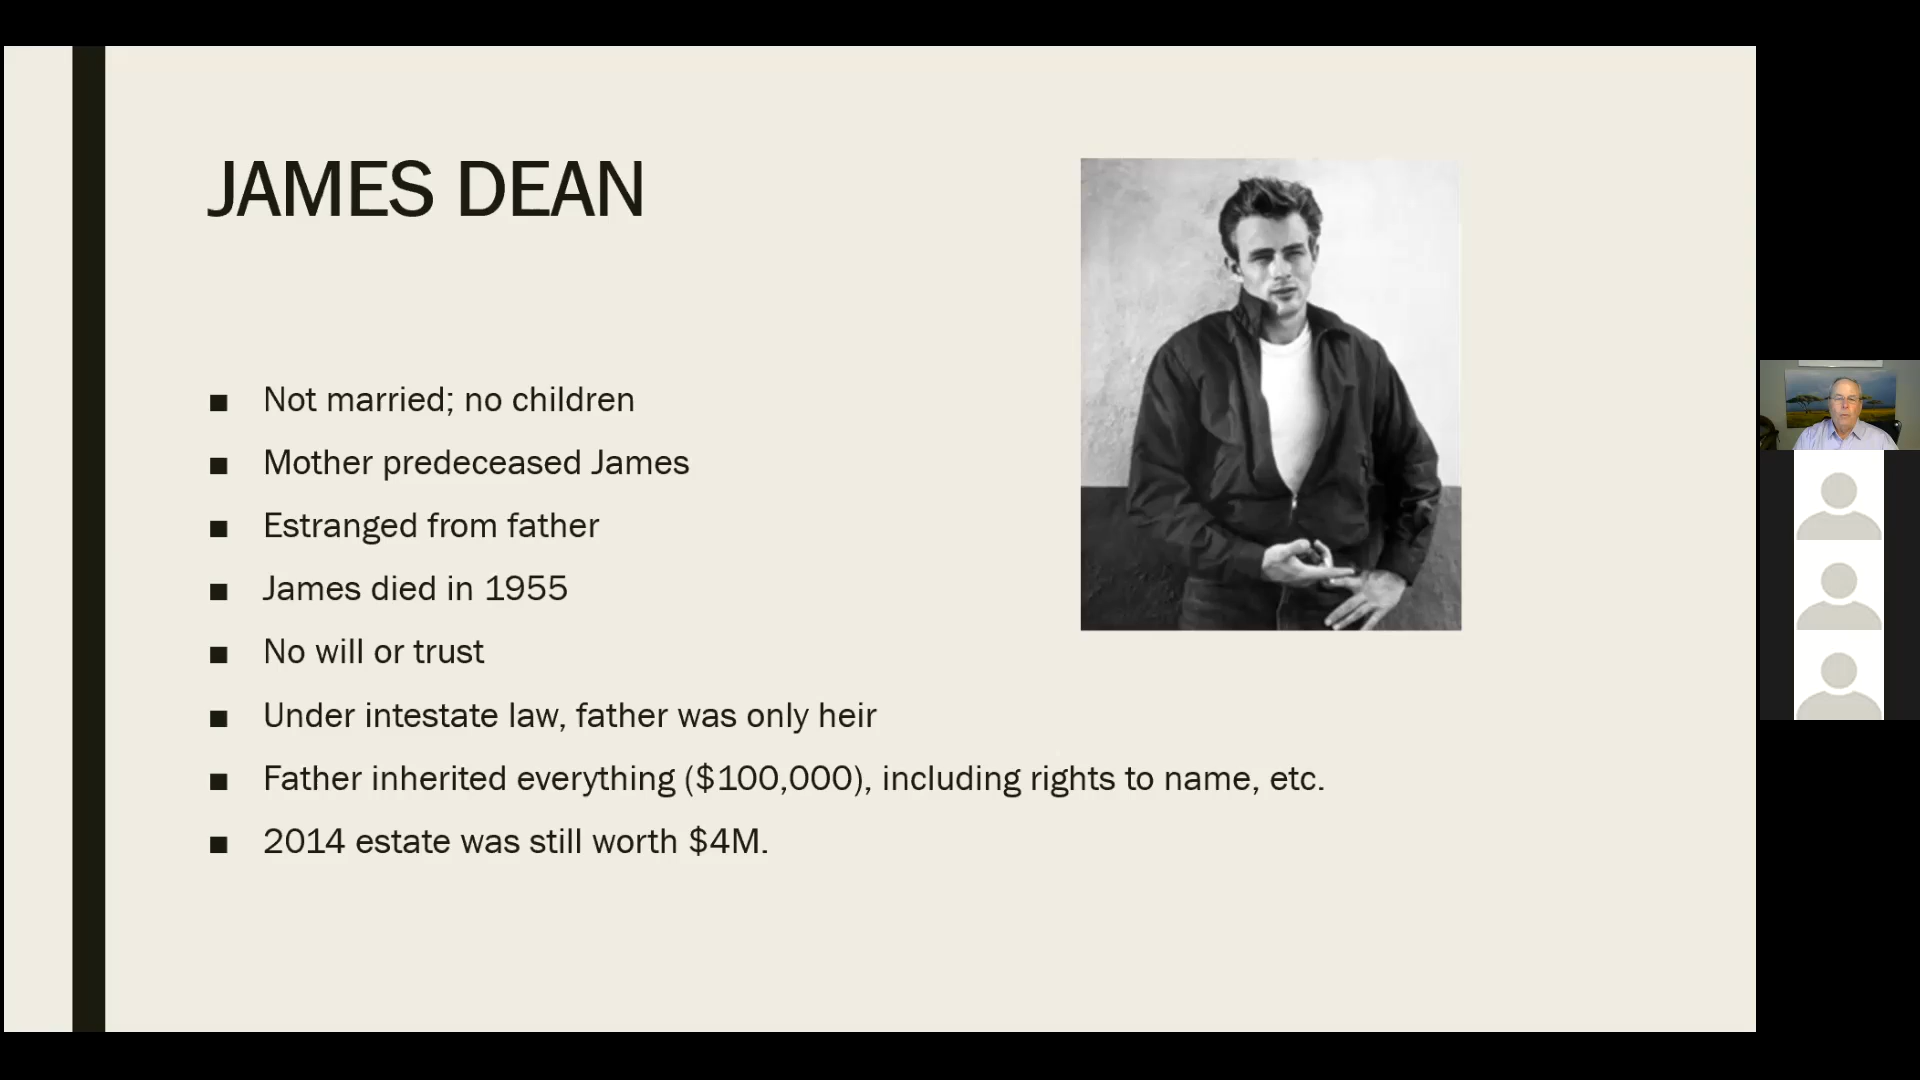 JAMES DEAN
Not married; no children
Mother predeceased James
Estranged from father
James died in 1955
No will or trust
Under intestate law, father was only heir
Father inherited everything ($100,000), including rights to name, etc.
2014 estate was still worth $4M.